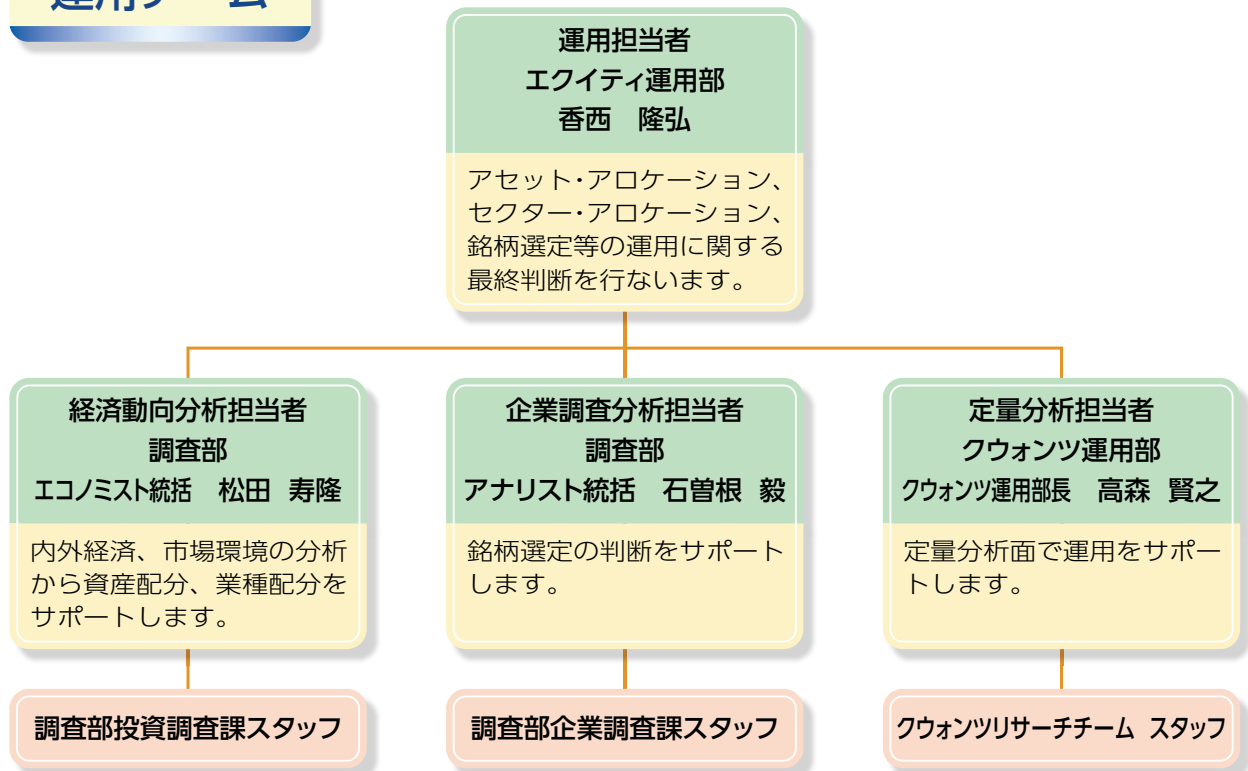 運用チーム
運用担当者
エクイティ運用部
香西　隆弘
アセット･アロケーション、
セクター･アロケーション、
銘柄選定等の運用に関する
最終判断を行ないます。
経済動向分析担当者
調査部
エコノミスト統括　松田　寿隆
内外経済、市場環境の分析
から資産配分、業種配分を
サポートします。
企業調査分析担当者
調査部
アナリスト統括　石曽根　毅
銘柄選定の判断をサポート
します。
定量分析担当者
クウォンツ運用部
クウォンツ運用部長　高森　賢之
定量分析面で運用をサポー
トします。
調査部投資調査課スタッフ
調査部企業調査課スタッフ
クウォンツリサーチチーム スタッフ